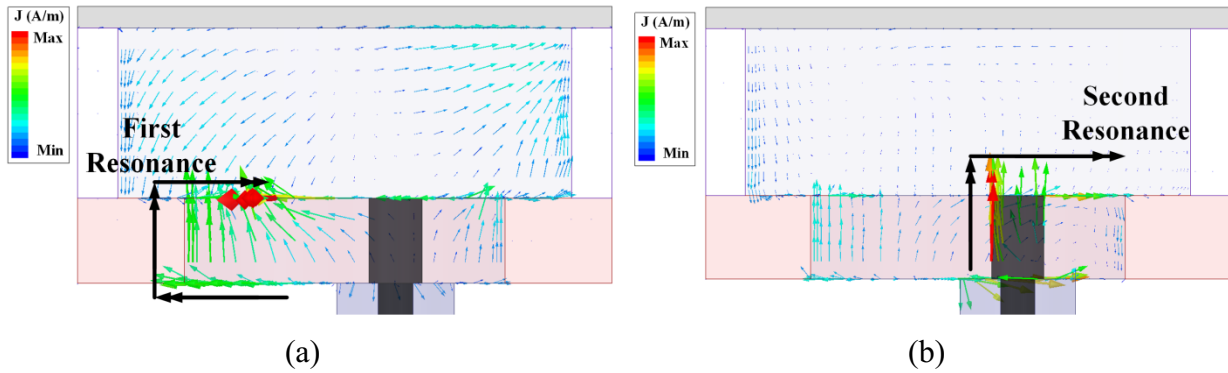 J (A/m)
Max
Min
First
Resonance
(a)
J (A/m)
Max
Min
Second
Resonance
(b)